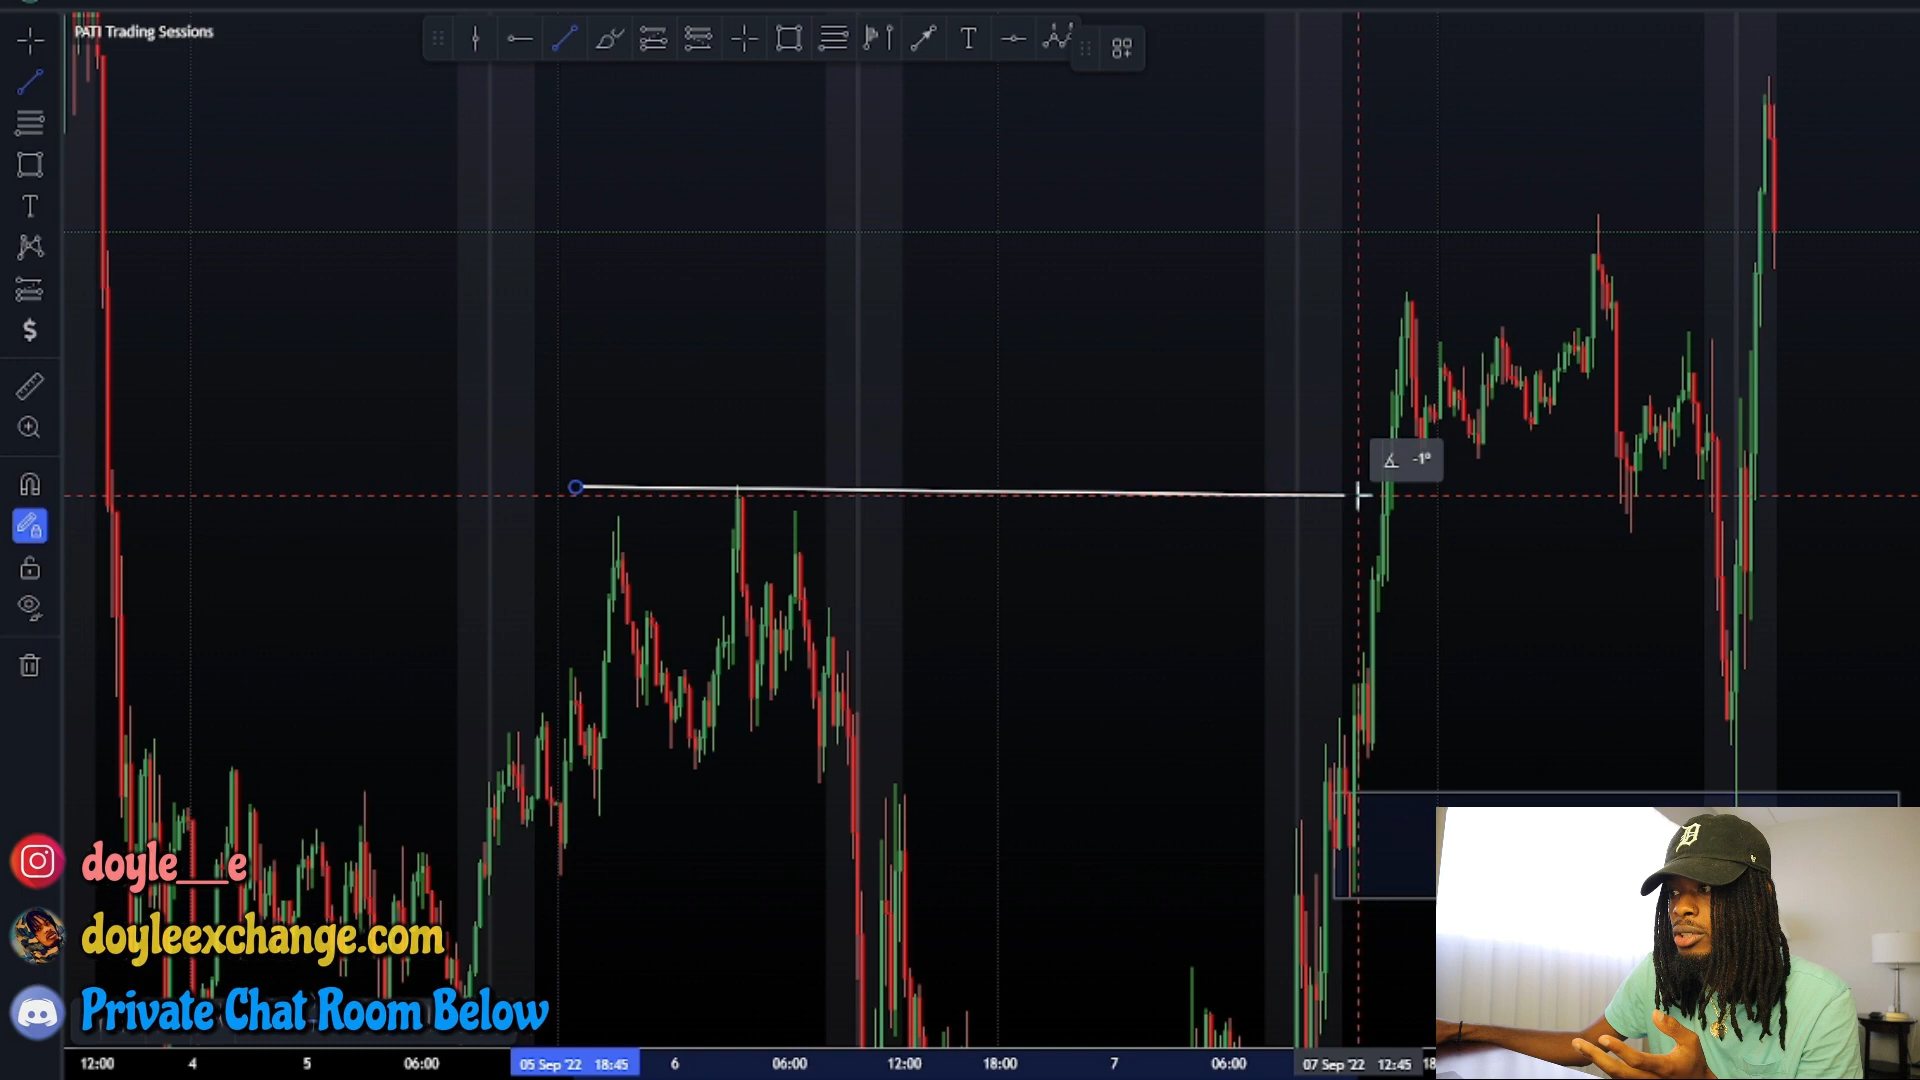 PATI Trading Sessions
T
T
$
-1°
doyle__e
doyleexchange.com
Private Chat Room Below
12:00 4 5 06:00 05 Sep '22 18:45 6 06:00 12:00 18:00 7 06:00 07 Sep '22 12:45 18